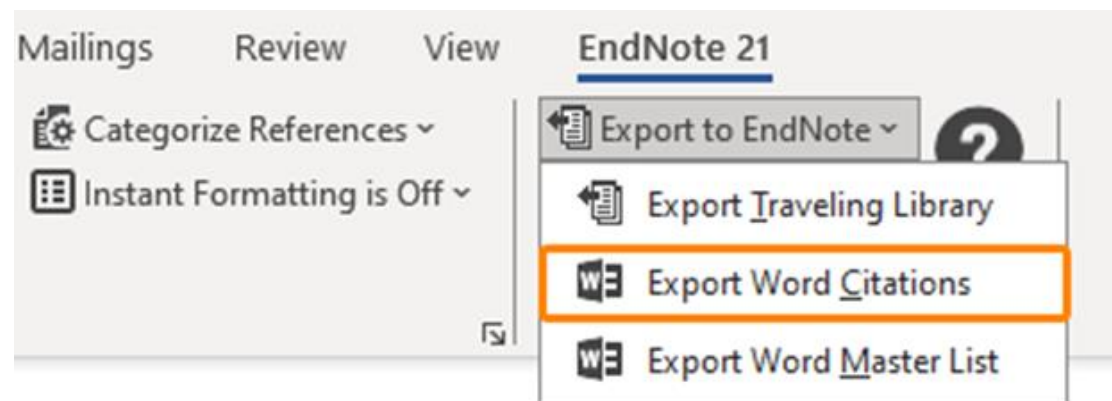 Mailings Review View EndNote 21
Categorize References
Export to EndNote
?
Instant Formatting is Off
Export Traveling Library
Export Word Citations
Export Word Master List